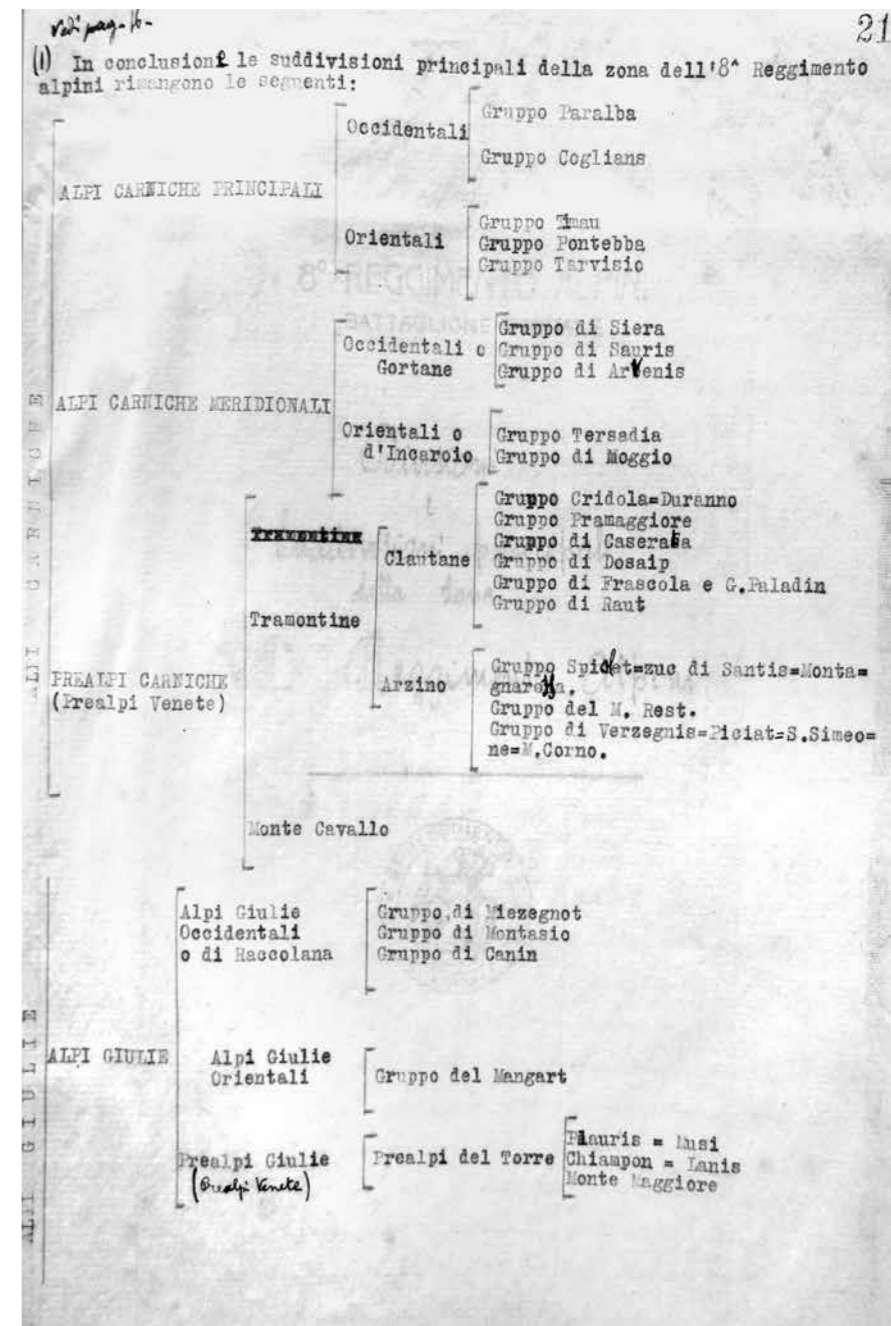 Vedi pag. 16-
21
(1) In conclusione le suddivisioni principali della zona dell'8^ Reggimento
alpini rimangono le seguenti:
ALPI CARNICHE
ALPI CARNICHE PRINCIPALI
Occidentali
Gruppo Paralba
Gruppo Coglians
Orientali
Gruppo Timau
Gruppo Pontebba
Gruppo Tarvisio
ALPI CARNICHE MERIDIONALI
Occidentali o
Gortane
Gruppo di Siera
Gruppo di Sauris
Gruppo di Arvenis
Orientali o
d'Incaroio
Gruppo Tersadia
Gruppo di Moggio
PREALPI CARNICHE
(Prealpi Venete)
Tramontine
Clautane
Gruppo Cridola=Duranno
Gruppo Pramaggiore
Gruppo di Caserata
Gruppo di Dosaip
Gruppo di Frascola e G.Paladin
Gruppo di Raut
Arzino
Gruppo =zuc di Santis=Monta=
Gruppo del M. Rest.
Gruppo di Verzegnis=Piciat=S.Simeo=
ne=M.Corno.
Monte Cavallo
ALPI GIULIE
ALPI GIULIE
Alpi Giulie
Occidentali
o di Raccolana
Gruppo di Miezegnot
Gruppo di Montasio
Gruppo di Canin
Alpi Giulie
Orientali
Gruppo del Mangart
Prealpi Giulie
(Prealpi Venete)
Prealpi del Torre
Plauris = Musi
Chiampon = Lanis
Monte Maggiore